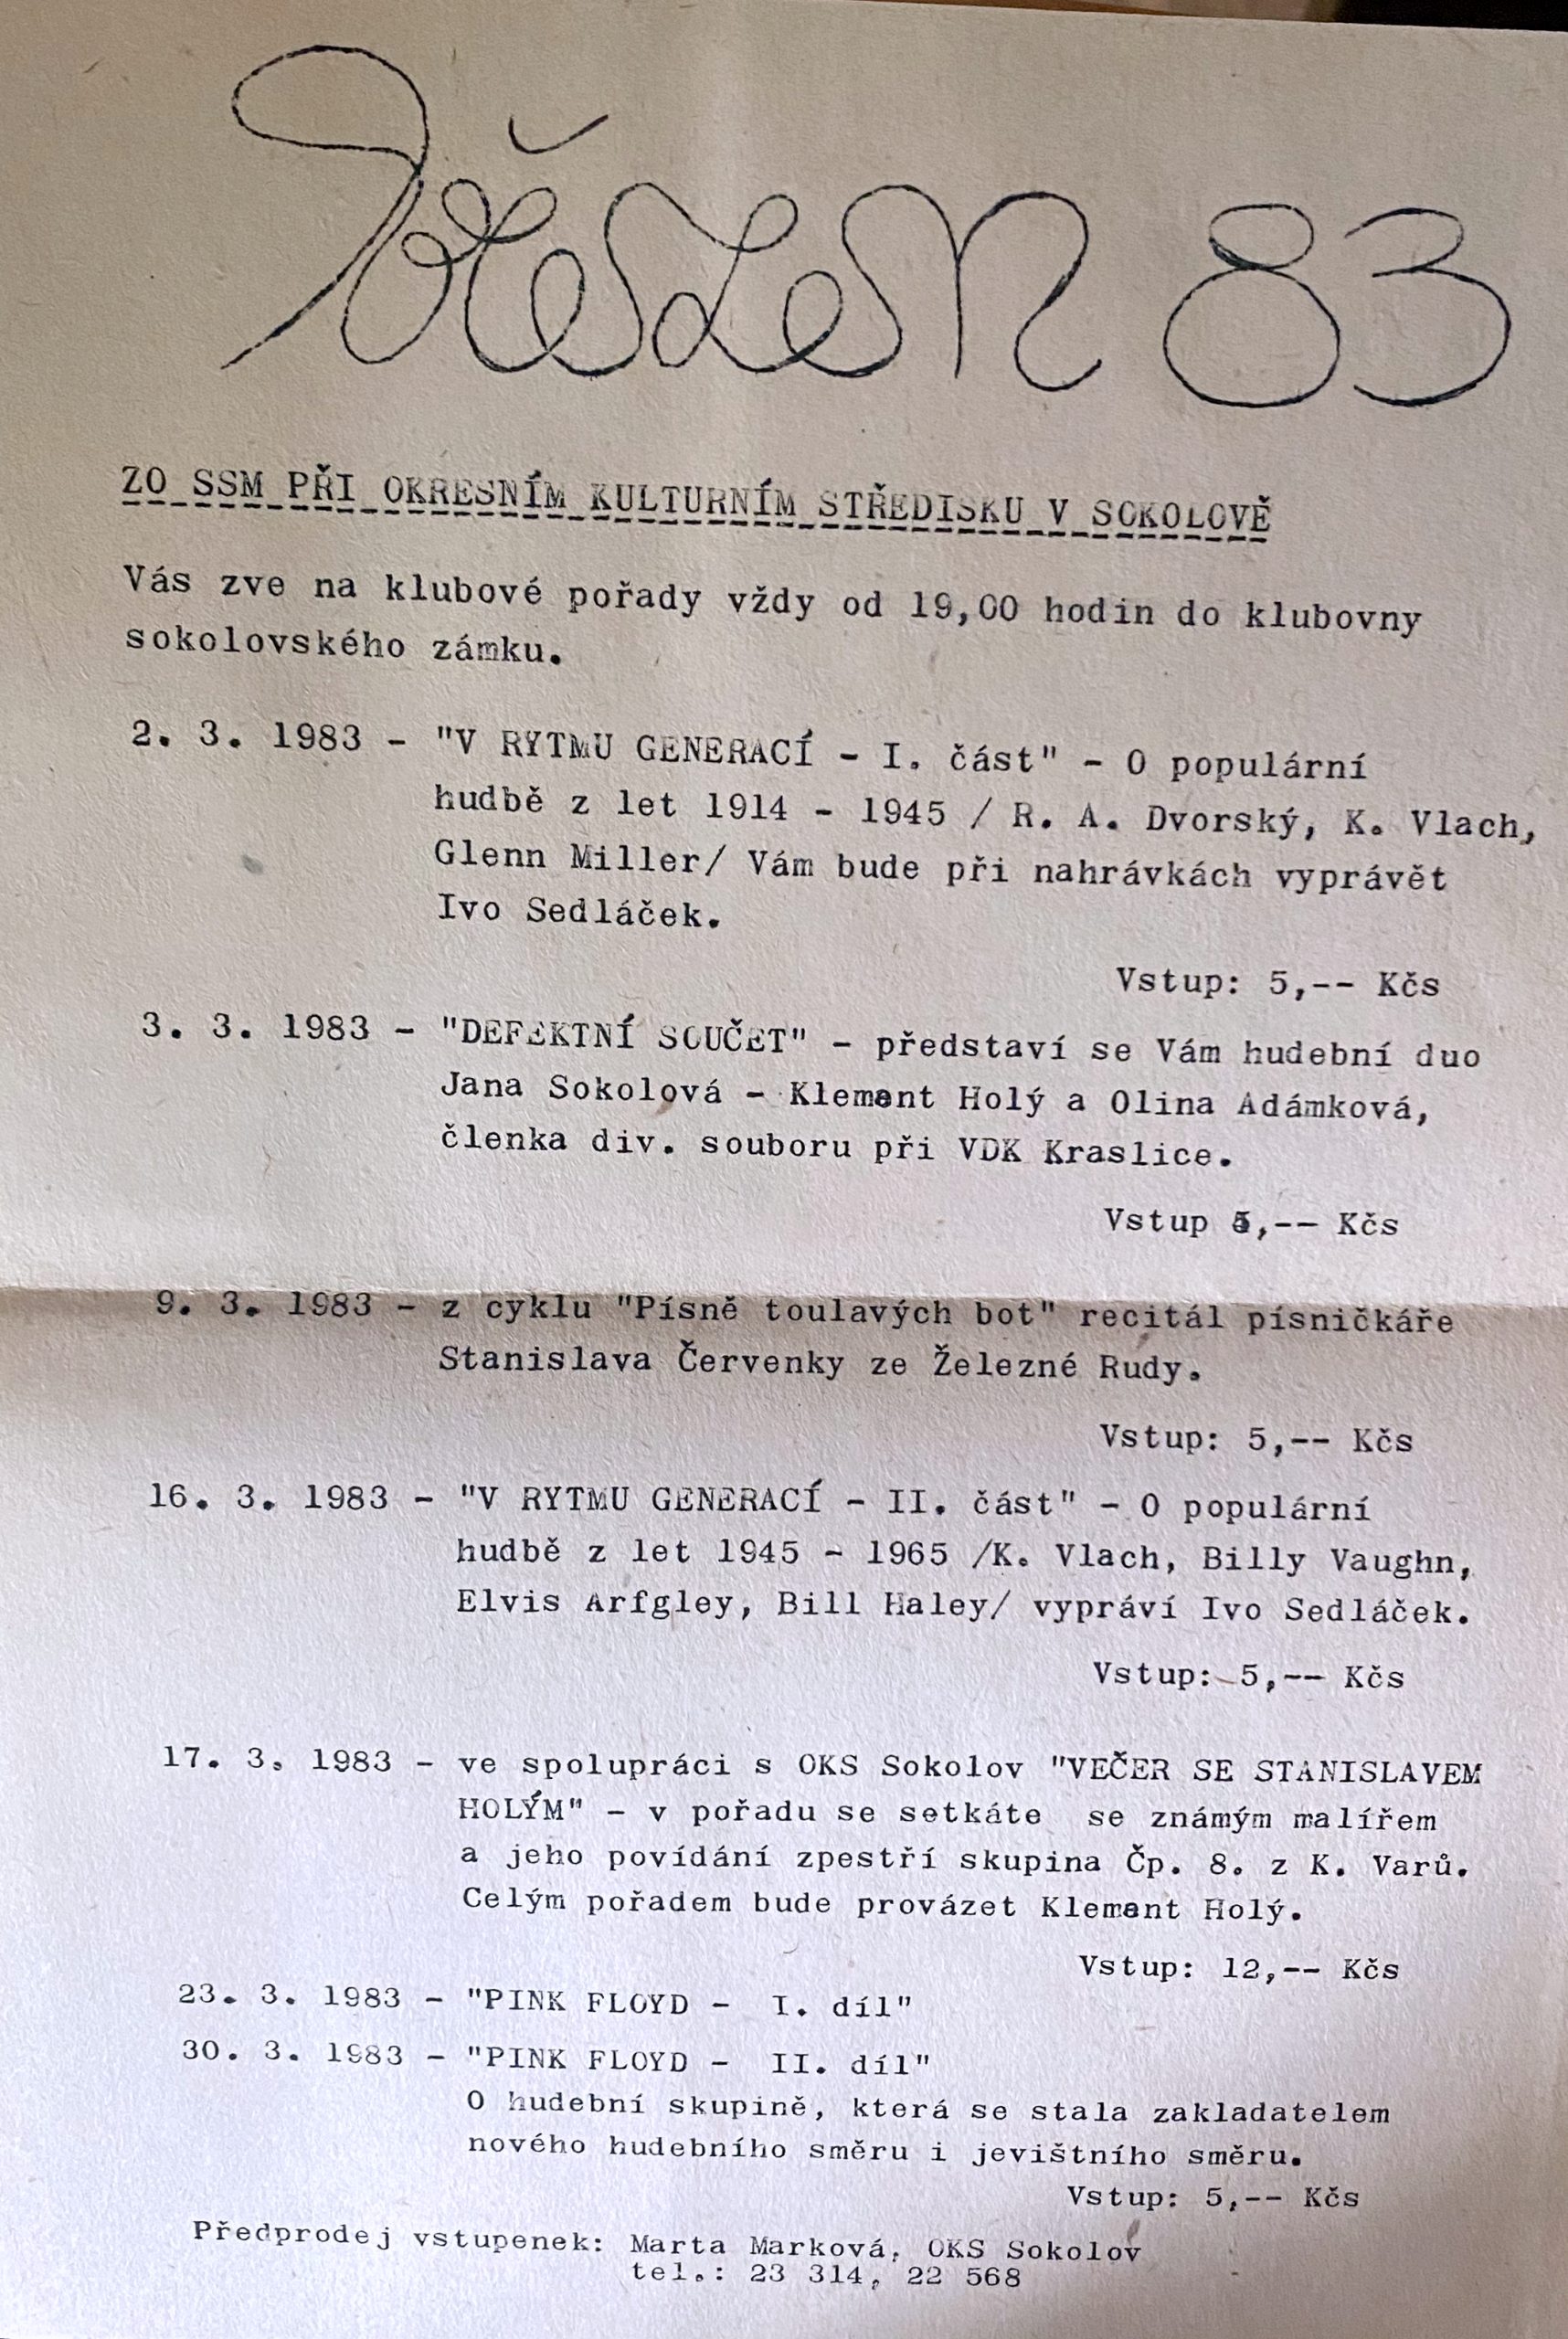 Březen 83
ZO SSM PŘI OKRESNÍM KULTURNÍM STŘEDISKU V SOKOLOVĚ
Vás zve na klubové pořady vždy od 19,00 hodin do klubovny
sokolovského zámku.
2. 3. 1983 - "V RYTMU GENERACÍ - I. část" - O populární
hudbě z let 1914 - 1945 / R. A. Dvorský, K. Vlach,
Glenn Miller/ Vám bude při nahrávkách vyprávět
Ivo Sedláček.
Vstup: 5,-- Kčs
3. 3. 1983 - "DEFEKTNÍ SOUČET" - představí se Vám hudební duo
Jana Sokolová - Klement Holý a Olina Adámková,
členka div. souboru při VDK Kraslice.
Vstup ,-- Kčs
9. 3. 1983 - z cyklu "Písně toulavých bot" recitál písničkáře
Stanislava Červenky ze Železné Rudy.
Vstup: 5,-- Kčs
16. 3. 1983 - "V RYTMU GENERACÍ - II. část" - O populární
hudbě z let 1945 - 1965 /K. Vlach, Billy Vaughn,
Elvis Arfgley, Bill Haley/ vypráví Ivo Sedláček.
Vstup: 5,-- Kčs
17. 3. 1983 - ve spolupráci s OKS Sokolov "VEČER SE STANISLAVEM
HOLÝM" - v pořadu se setkáte se známým malířem
a jeho povídání zpestří skupina Čp. 8. z K. Varů.
Celým pořadem bude provázet Klement Holý.
Vstup: 12,-- Kčs
23. 3. 1983 - "PINK FLOYD - I. díl"
30. 3. 1983 - "PINK FLOYD - II. díl"
O hudební skupině, která se stala zakladatelem
nového hudebního směru i jevištního směru.
Vstup: 5,-- Kčs
Předprodej vstupenek: Marta Marková, OKS Sokolov
tel.: 23 314, 22 568